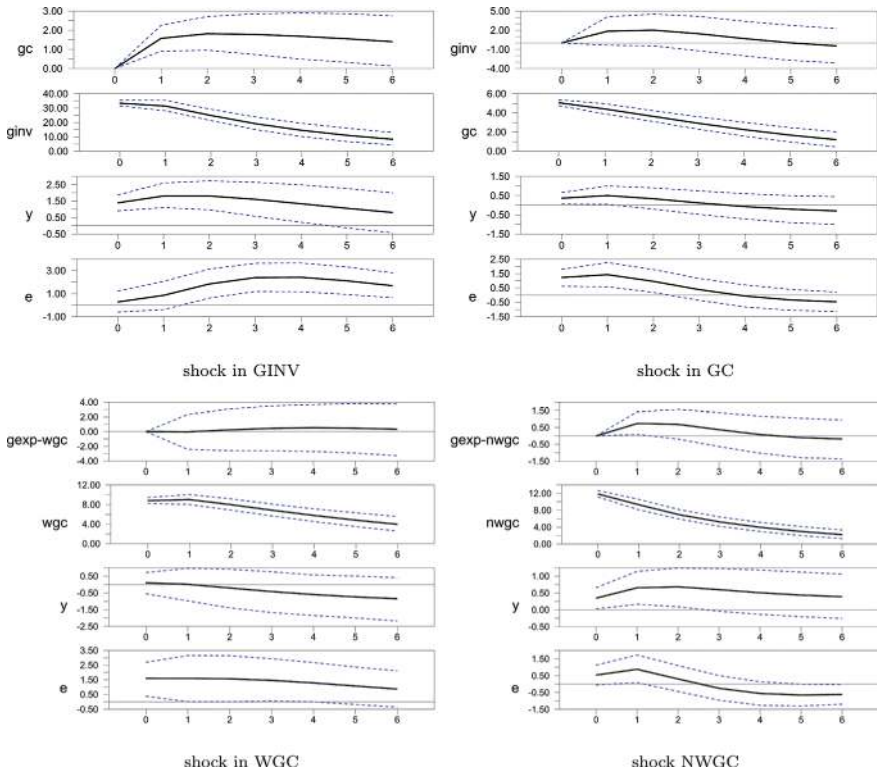 3.00
2.00
gc
1.00
0.00
0 1 2 3 4 5 6
40.00
30.00
ginv
20.00
10.00
0.00
0 1 2 3 4 5 6
2.50
1.50
y
0.50
-0.50
0 1 2 3 4 5 6
3.00
e
1.00
-1.00
0 1 2 3 4 5 6
shock in GINV
5.00
2.00
ginv
-1.00
-4.00
0 1 2 3 4 5 6
6.00
4.00
gc
2.00
0.00
0 1 2 3 4 5 6
1.50
0.50
y
-0.50
-1.50
0 1 2 3 4 5 6
2.50
1.50
e
0.50
-0.50
-1.50
0 1 2 3 4 5 6
shock in GC
4.00
2.00
gexp-wgc
0.00
-2.00
-4.00
0 1 2 3 4 5 6
12.00
8.00
wgc
4.00
0.00
0 1 2 3 4 5 6
0.50
-0.50
y
-1.50
-2.50
0 1 2 3 4 5 6
3.50
2.50
e
1.50
0.50
-0.50
0 1 2 3 4 5 6
shock in WGC
1.50
gexp-nwgc
0.50
-0.50
-1.50
0 1 2 3 4 5 6
12.00
8.00
nwgc
4.00
0.00
0 1 2 3 4 5 6
1.00
0.50
y
0.00
-0.50
0 1 2 3 4 5 6
1.50
0.50
e
-0.50
-1.50
0 1 2 3 4 5 6
shock NWGC